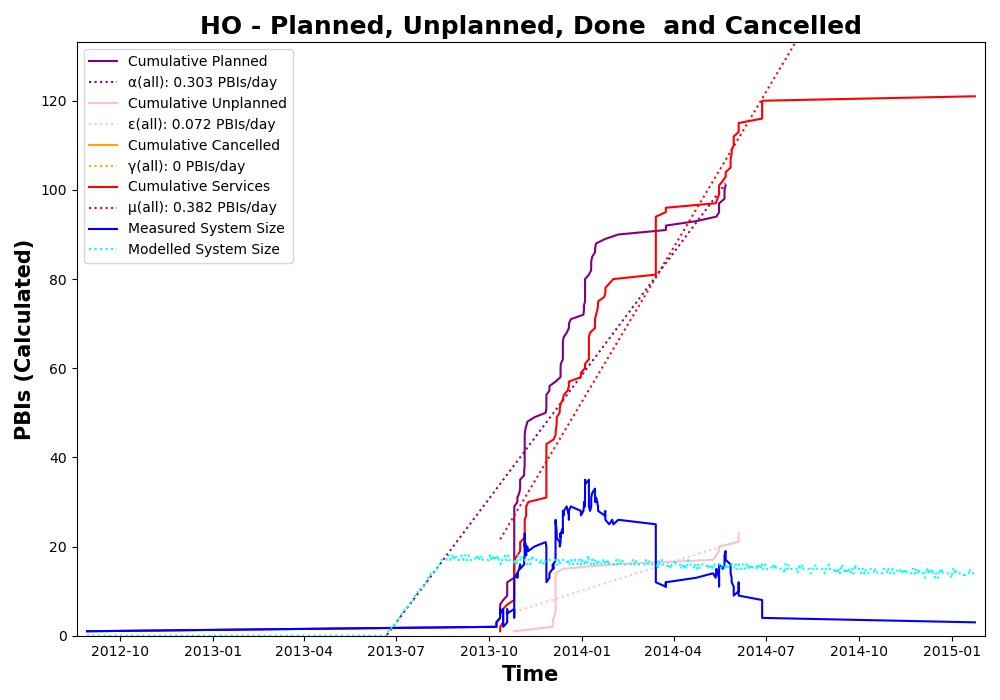 HO - Planned, Unplanned, Done  and Cancelled
Cumulative Planned
α(all): 0.303 PBIs/day
Cumulative Unplanned
ε(all): 0.072 PBIs/day
Cumulative Cancelled
γ(all): 0 PBIs/day
Cumulative Services
μ(all): 0.382 PBIs/day
Measured System Size
Modelled System Size
PBIs (Calculated)
120
100
80
60
40
20
0
2012-10 2013-01 2013-04 2013-07 2013-10 2014-01 2014-04 2014-07 2014-10 2015-01
Time